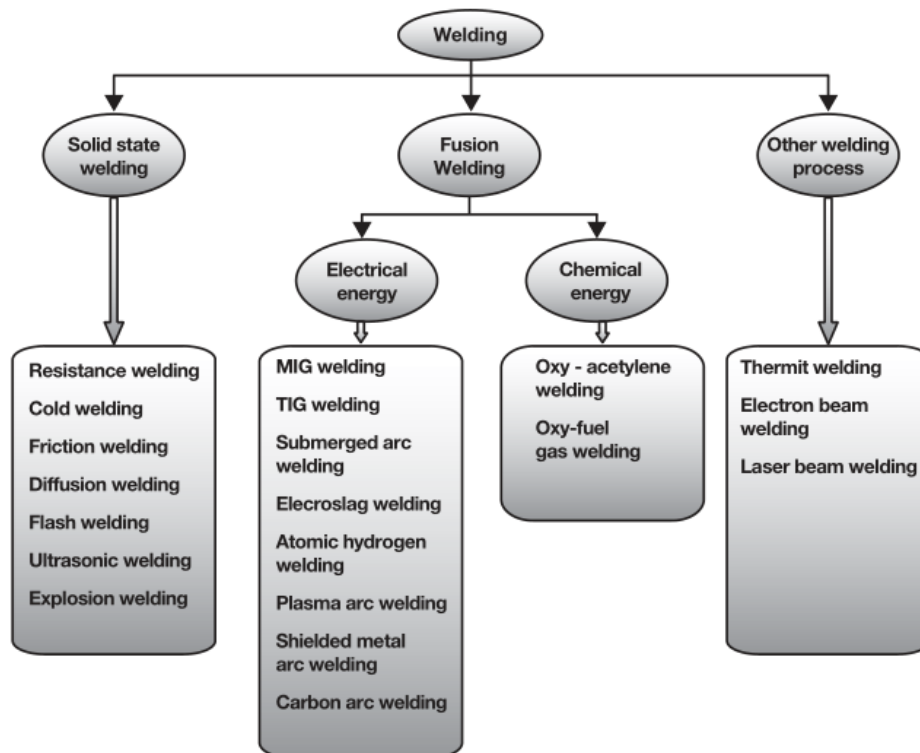 Welding
Solid state
welding
Fusion
Welding
Other welding
process
Electrical
energy
Chemical
energy
Resistance welding
Cold welding
Friction welding
Diffusion welding
Flash welding
Ultrasonic welding
Explosion welding
MIG welding
TIG welding
Submerged arc
welding
Elecroslag welding
Atomic hydrogen
welding
Plasma arc welding
Shielded metal
arc welding
Carbon arc welding
Oxy - acetylene
welding
Oxy-fuel
gas welding
Thermit welding
Electron beam
welding
Laser beam welding